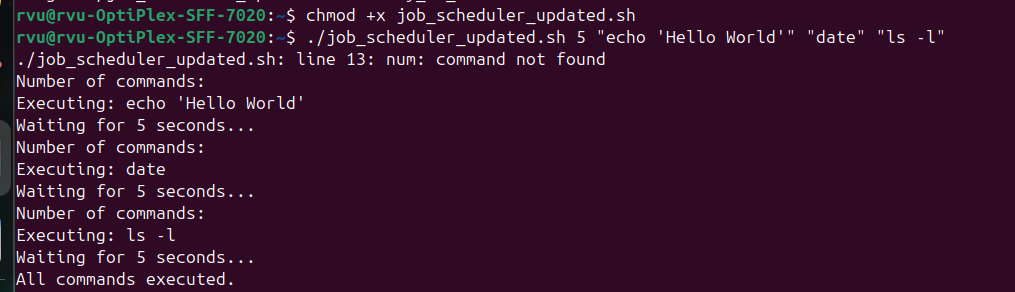 rvu@rvu-OptiPlex-SFF-7020:~$ chmod +x job_scheduler_updated.sh
rvu@rvu-OptiPlex-SFF-7020:~$ ./job_scheduler_updated.sh 5 "echo 'Hello World'" "date" "ls -l"
./job_scheduler_updated.sh: line 13: num: command not found
Number of commands:
Executing: echo 'Hello World'
Waiting for 5 seconds...
Number of commands:
Executing: date
Waiting for 5 seconds...
Number of commands:
Executing: ls -l
Waiting for 5 seconds...
All commands executed.